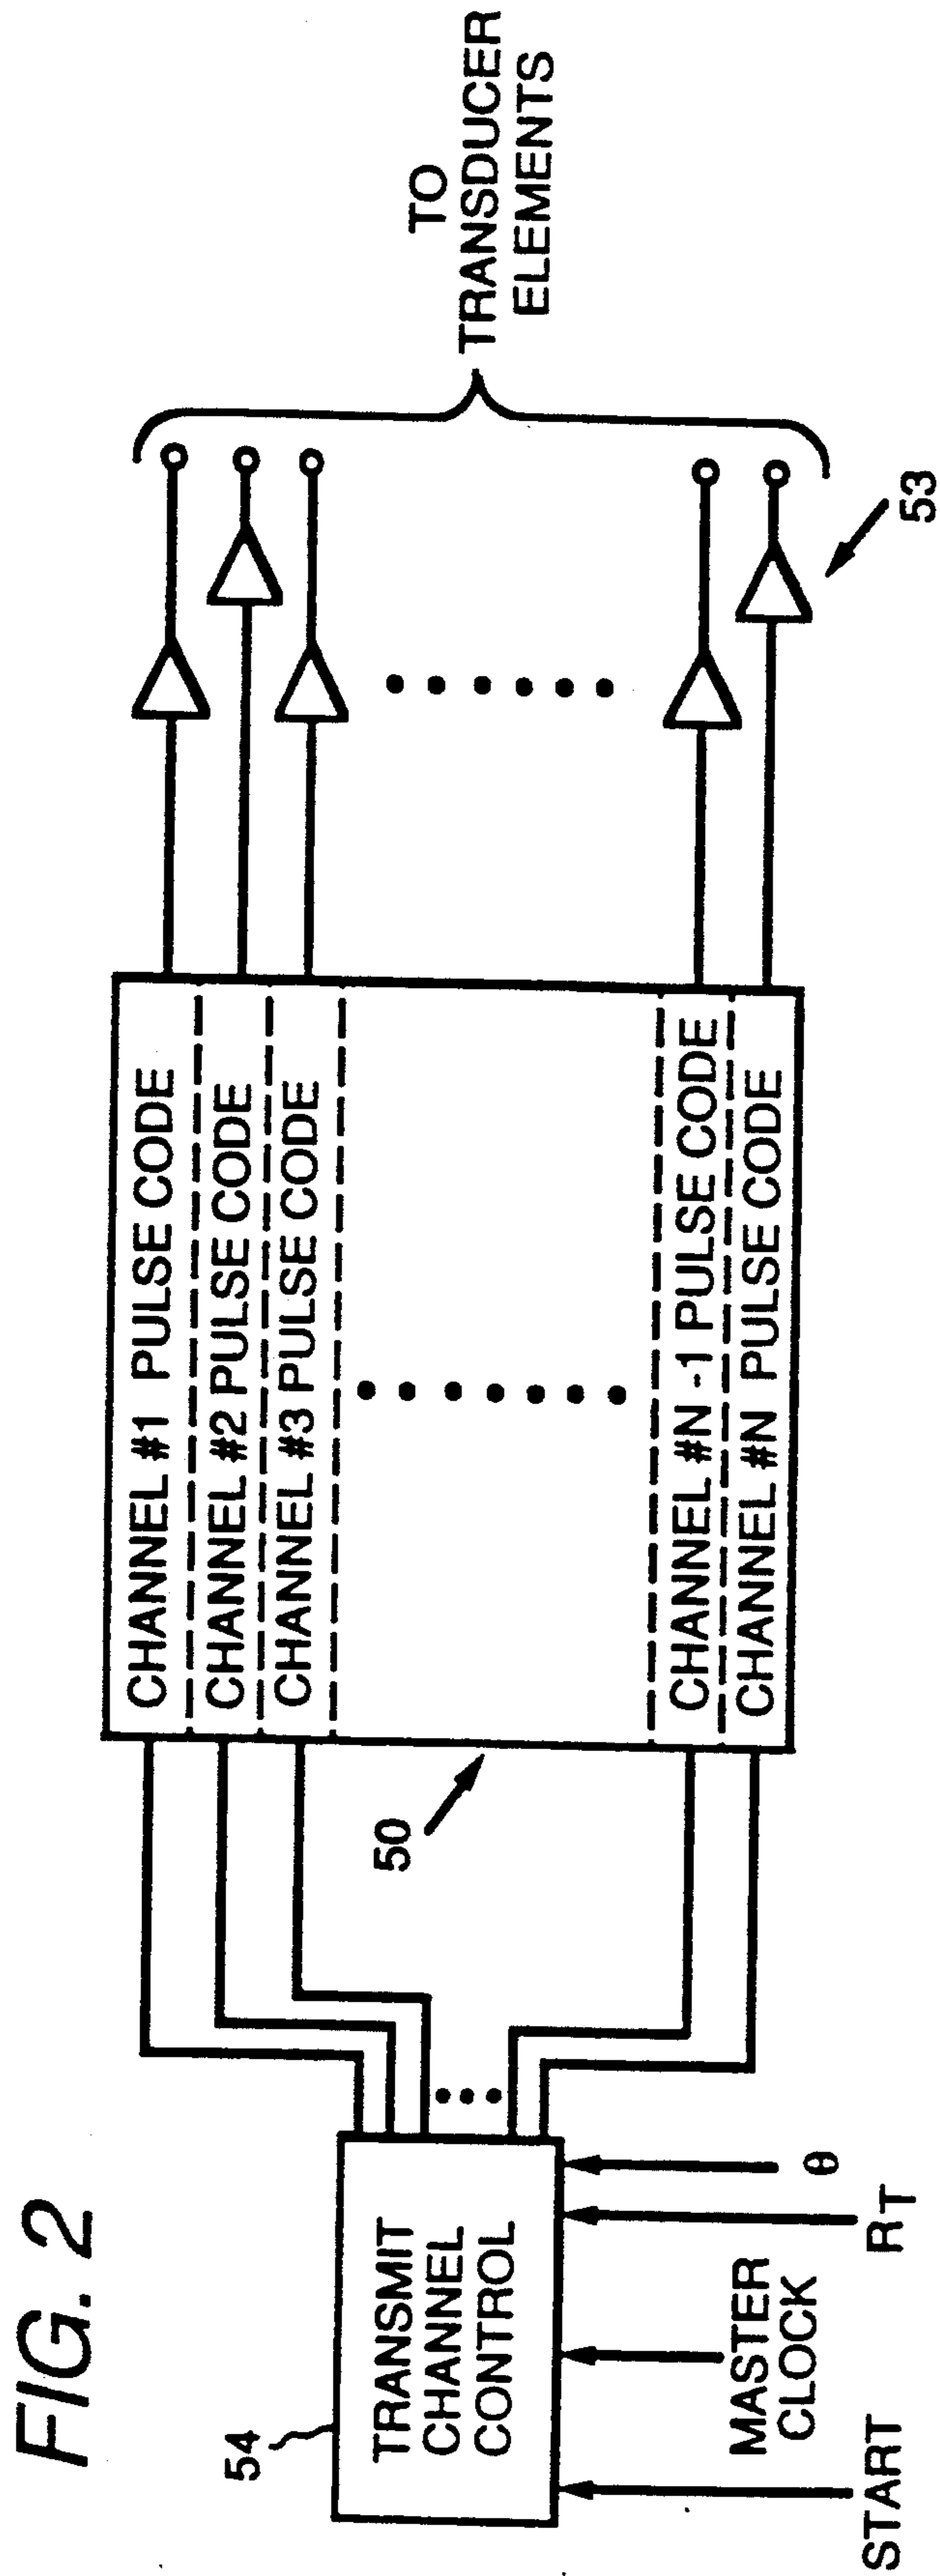 FIG. 2
54
TRANSMIT
CHANNEL
CONTROL
START
MASTER
CLOCK
RT
θ
50
CHANNEL #1 PULSE CODE
CHANNEL #2 PULSE CODE
CHANNEL #3 PULSE CODE
CHANNEL #N -1 PULSE CODE
CHANNEL #N PULSE CODE
53
TO
TRANSDUCER
ELEMENTS